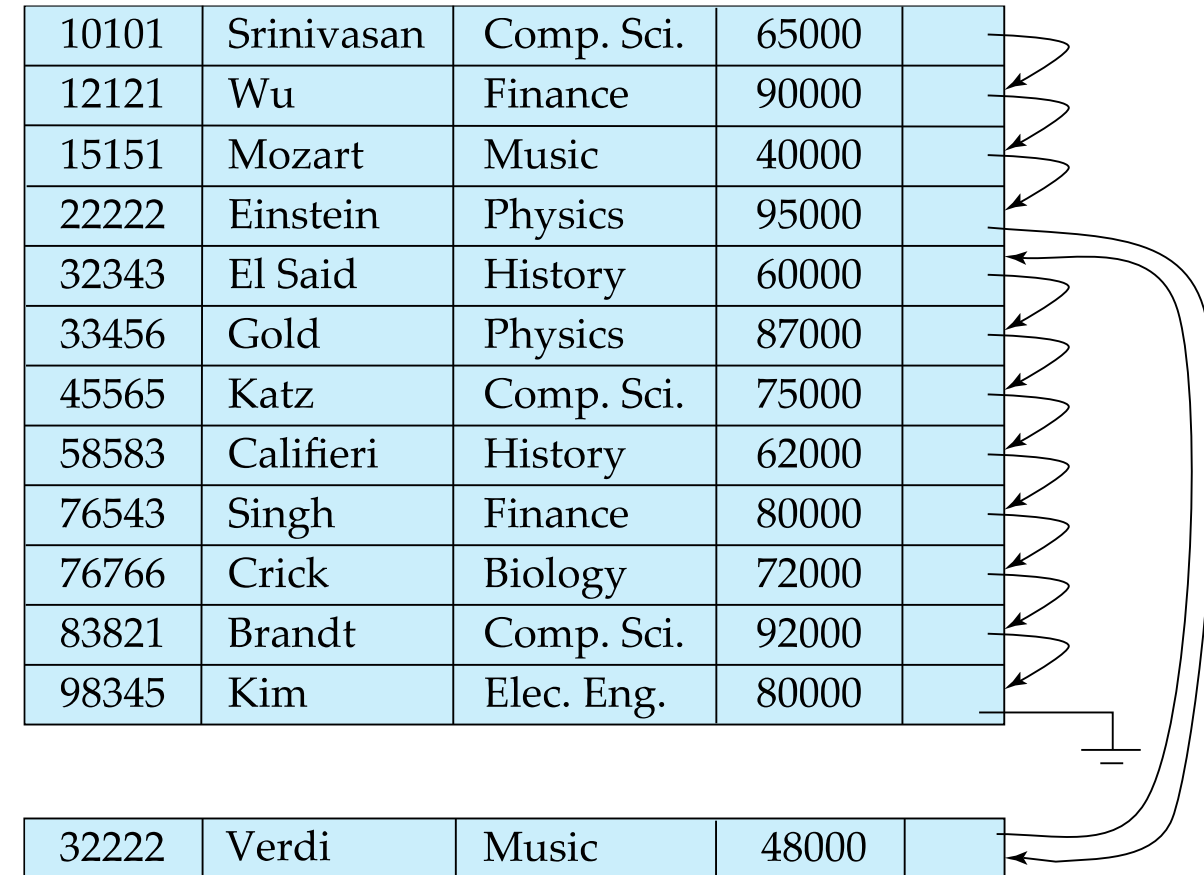 10101 Srinivasan Comp. Sci. 65000
12121 Wu Finance 90000
15151 Mozart Music 40000
22222 Einstein Physics 95000
32343 El Said History 60000
33456 Gold Physics 87000
45565 Katz Comp. Sci. 75000
58583 Califieri History 62000
76543 Singh Finance 80000
76766 Crick Biology 72000
83821 Brandt Comp. Sci. 92000
98345 Kim Elec. Eng. 80000
32222 Verdi Music 48000